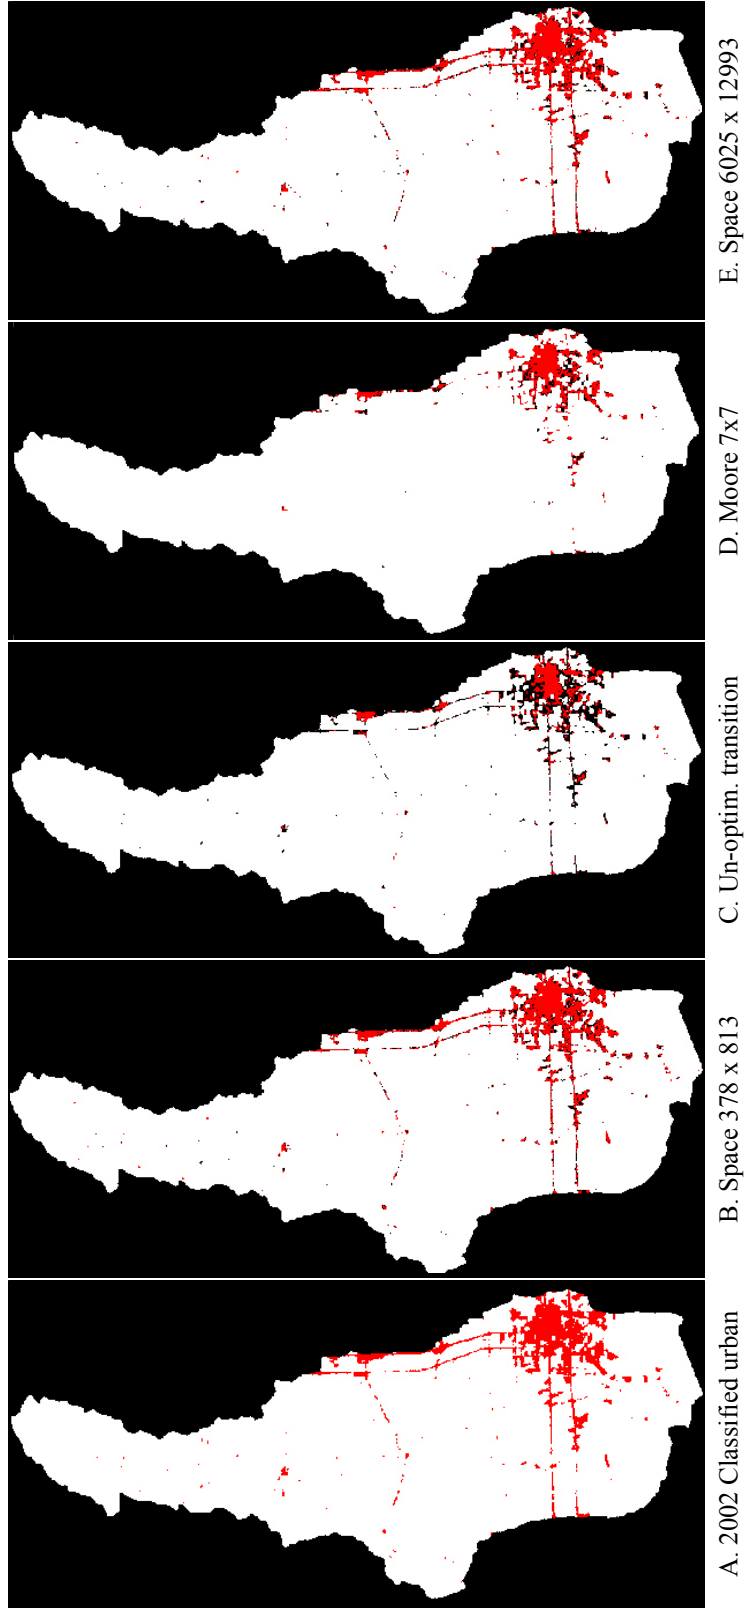 A. 2002 Classified urban
B. Space 378 x 813
C. Un-optim. transition
D. Moore 7x7
E. Space 6025 x 12993